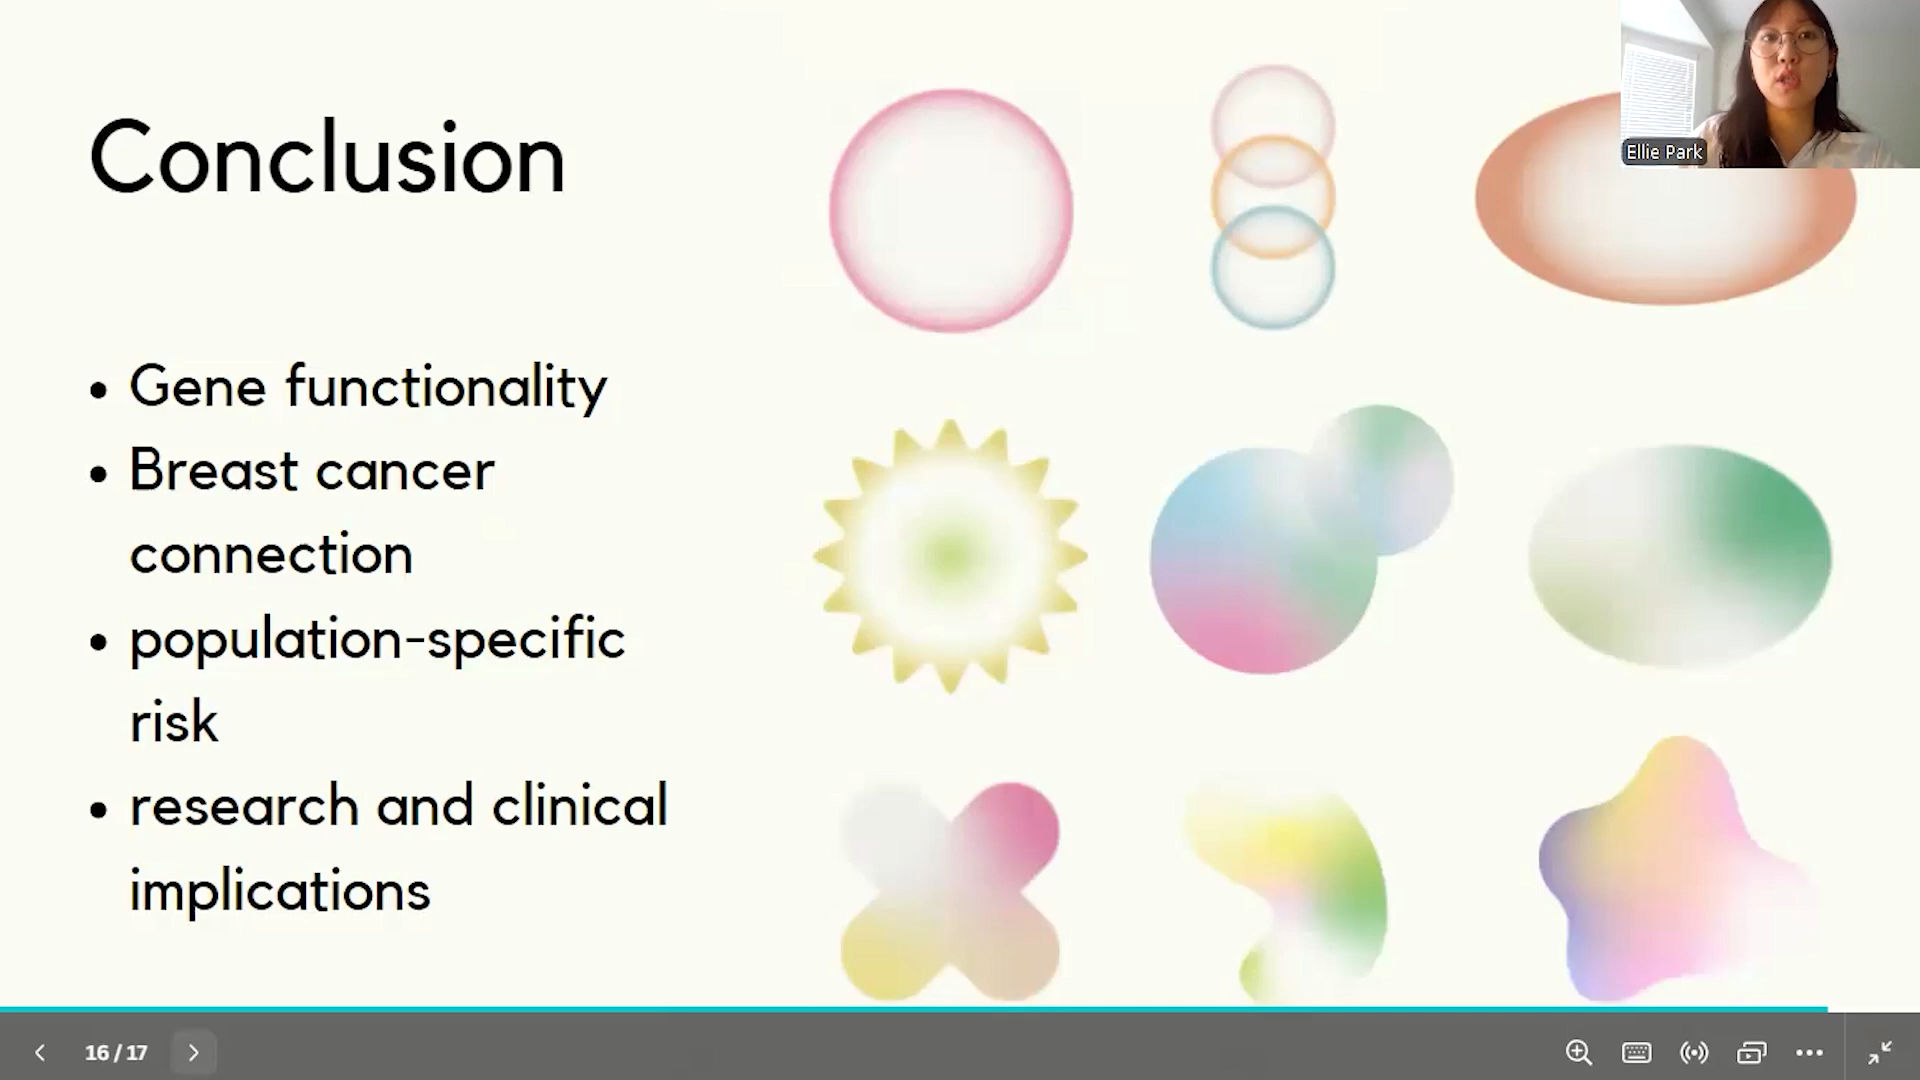 Conclusion
Ellie Park
• Gene functionality
• Breast cancer
connection
• population-specific
risk
• research and clinical
implications
16 / 17